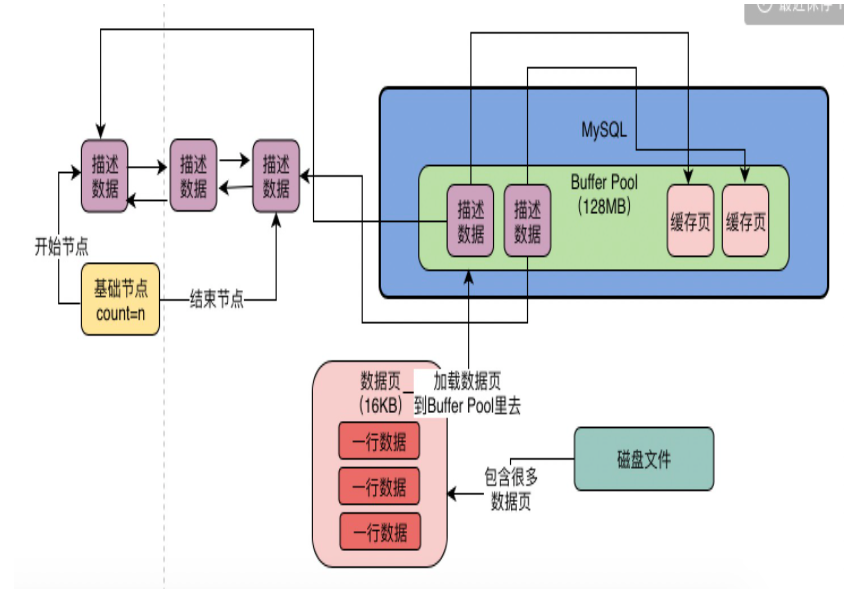 最近保存
MySQL
描述
数据
描述
数据
描述
数据
Buffer Pool
（128MB）
描述
数据
描述
数据
缓存页
缓存页
开始节点
基础节点
count=n
结束节点
数据页
（16KB）
加载数据页
到Buffer Pool里去
一行数据
一行数据
一行数据
包含很多
数据页
磁盘文件